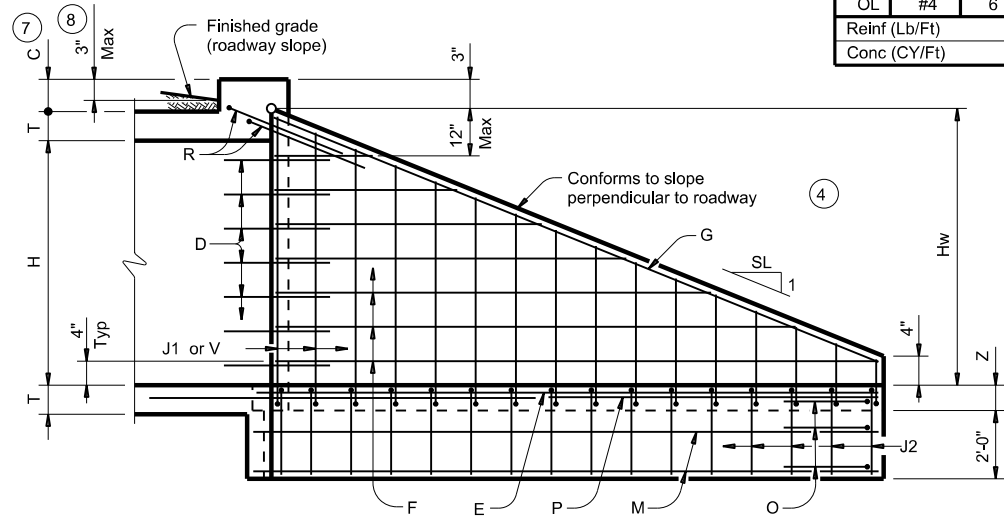 OL #4 6
Reinf (Lb/Ft)
Conc (CY/Ft)
7
8
Finished grade
(roadway slope)
C
3"
Max
3"
T
R
12"
Max
Conforms to slope
perpendicular to roadway
4
G
D
H
Hw
SL
1
4"
Typ
J1 or V
4"
Z
T
J2
2'-0"
F
E
P
M
O